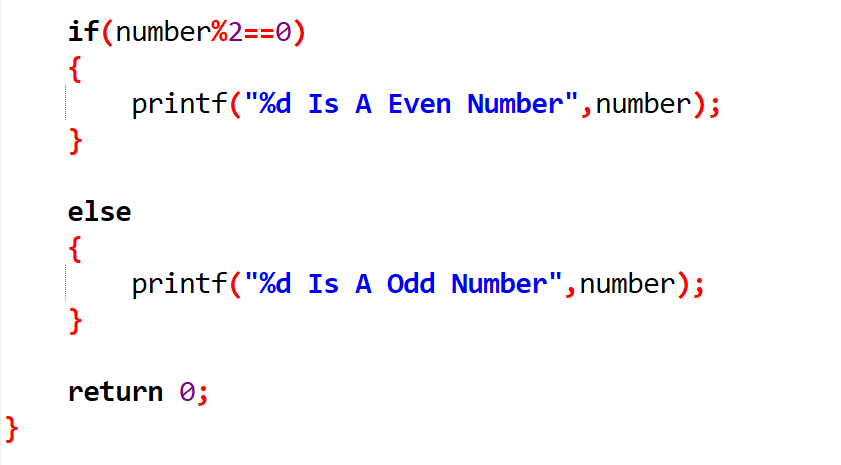 if(number%2==0)
{
printf("%d Is A Even Number",number);
}
else
{
printf("%d Is A Odd Number",number);
}
return 0;
}